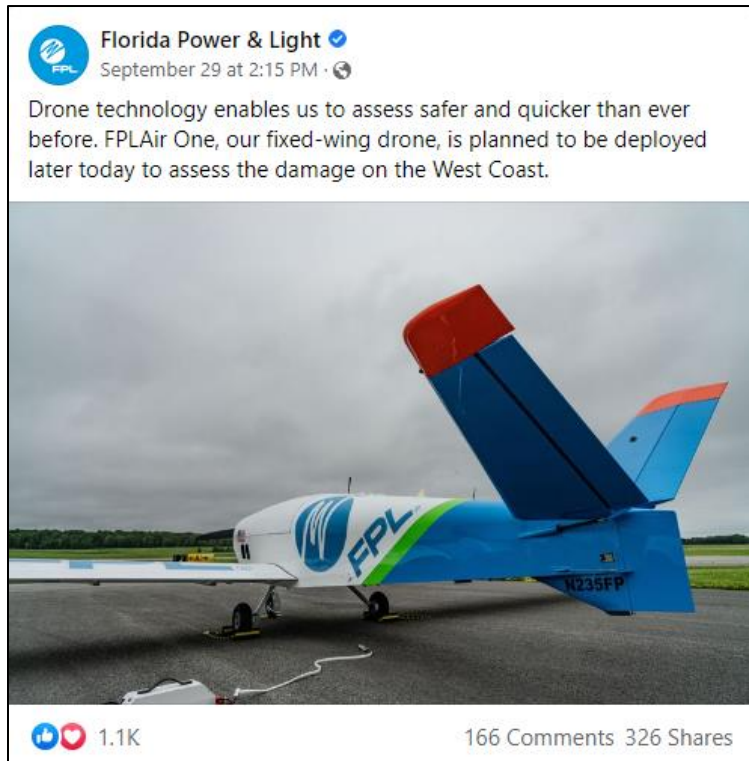 Florida Power & Light
FPL
September 29 at 2:15 PM
Drone technology enables us to assess safer and quicker than ever
before. FPLAir One, our fixed-wing drone, is planned to be deployed
later today to assess the damage on the West Coast.
FPL
N235FP
1.1K
166 Comments 326 Shares